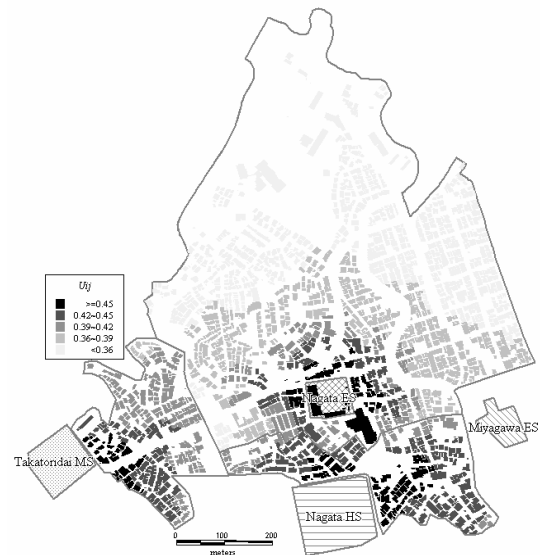 Uij
>=0.45
0.42~0.45
0.39~0.42
0.36~0.39
<0.36
Nagata ES
Miyagawa ES
Takatoridai MS
Nagata HS
0 100 200
meters